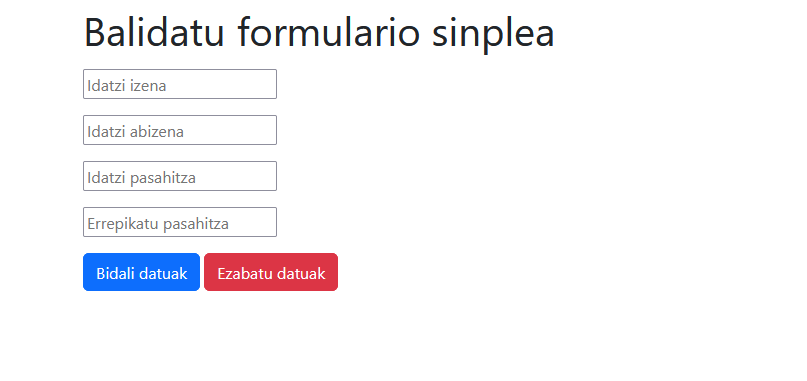 Balidatu formulario sinplea
Idatzi izena
Idatzi abizena
Idatzi pasahitza
Errepikatu pasahitza
Bidali datuak Ezabatu datuak